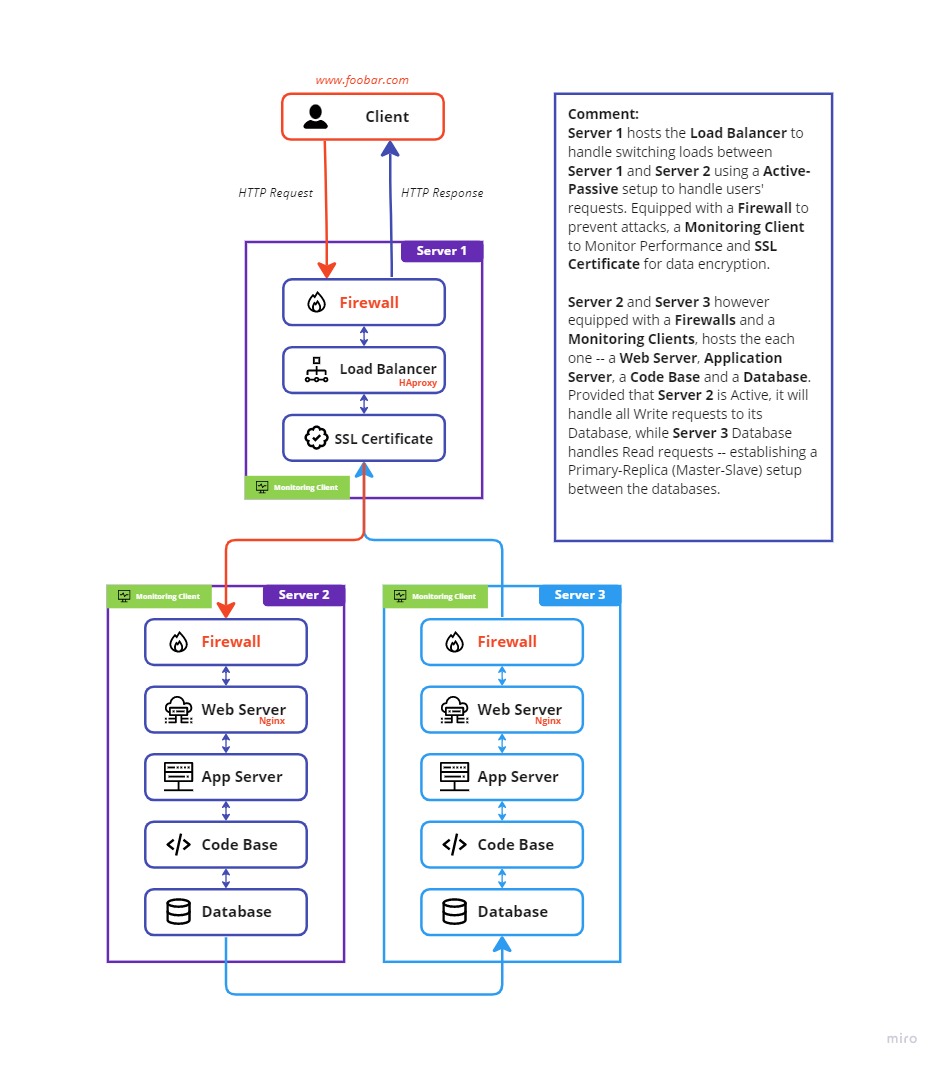 www.foobar.com
Client
HTTP Request
HTTP Response
Server 1
Firewall
Load Balancer
HAproxy
SSL Certificate
Monitoring Client
Comment:
Server 1 hosts the Load Balancer to
handle switching loads between
Server 1 and Server 2 using a Active-
Passive setup to handle users'
requests. Equipped with a Firewall to
prevent attacks, a Monitoring Client
to Monitor Performance and SSL
Certificate for data encryption.
Server 2 and Server 3 however
equipped with a Firewalls and a
Monitoring Clients, hosts the each
one -- a Web Server, Application
Server, a Code Base and a Database.
Provided that Server 2 is Active, it will
handle all Write requests to its
Database, while Server 3 Database
handles Read requests -- establishing a
Primary-Replica (Master-Slave) setup
between the databases.
Monitoring Client
Server 2
Firewall
Web Server
Nginx
App Server
Code Base
Database
Monitoring Client
Server 3
Firewall
Web Server
Nginx
App Server
Code Base
Database
miro